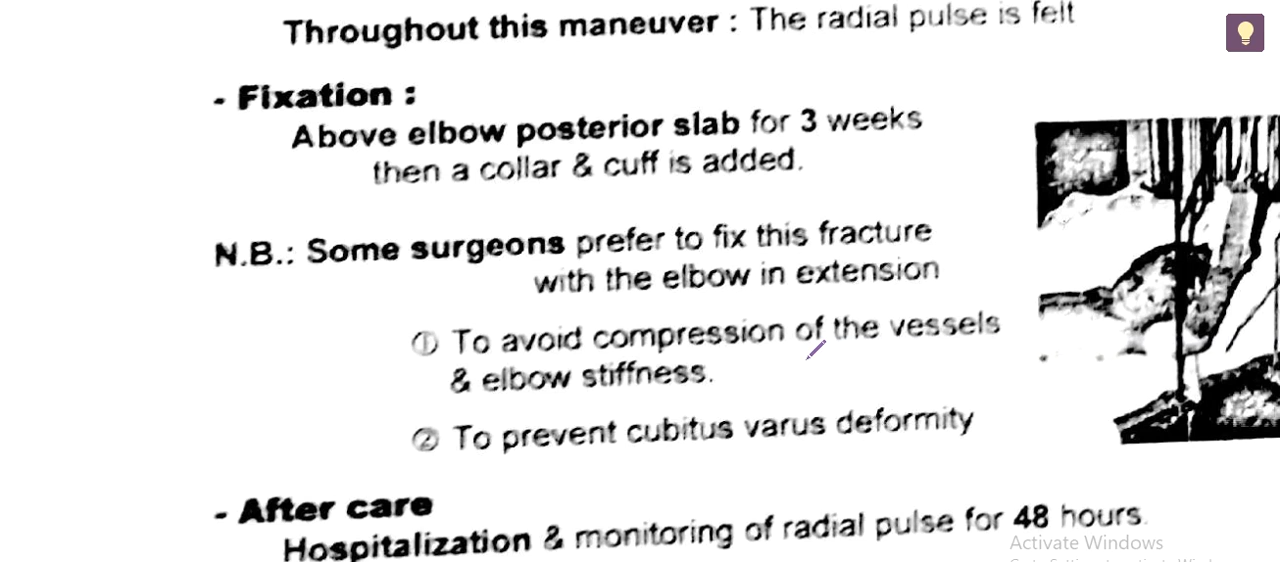 Throughout this maneuver : The radial pulse is felt
- Fixation :
Above elbow posterior slab for 3 weeks
then a collar & cuff is added.
N.B.: Some surgeons prefer to fix this fracture
with the elbow in extension
① To avoid compression of the vessels
& elbow stiffness.
② To prevent cubitus varus deformity
- After care
Hospitalization & monitoring of radial pulse for 48 hours.
Activate Windows